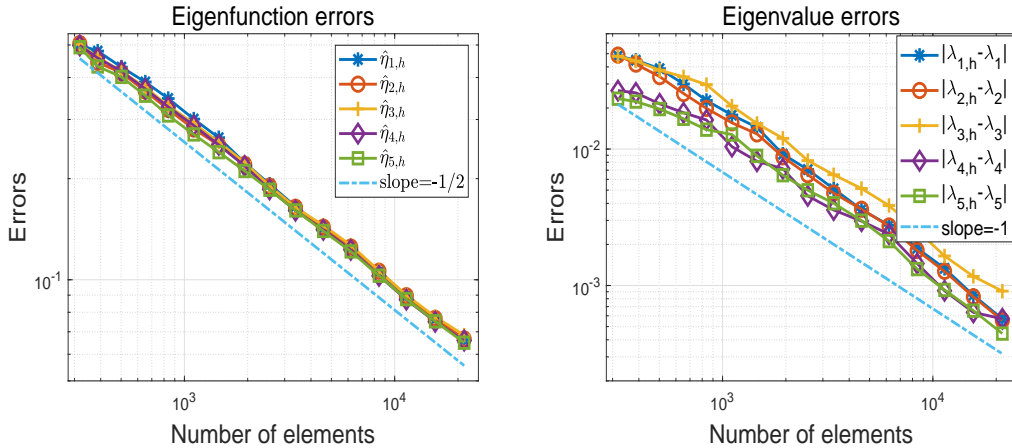 Eigenfunction errors
η̂1,h
η̂2,h
η̂3,h
η̂4,h
η̂5,h
slope=-1/2
Errors
10^-1
10^3
10^4
Number of elements
Eigenvalue errors
|λ1,h-λ1|
|λ2,h-λ2|
|λ3,h-λ3|
|λ4,h-λ4|
|λ5,h-λ5|
slope=-1
Errors
10^-2
10^-3
10^3
10^4
Number of elements